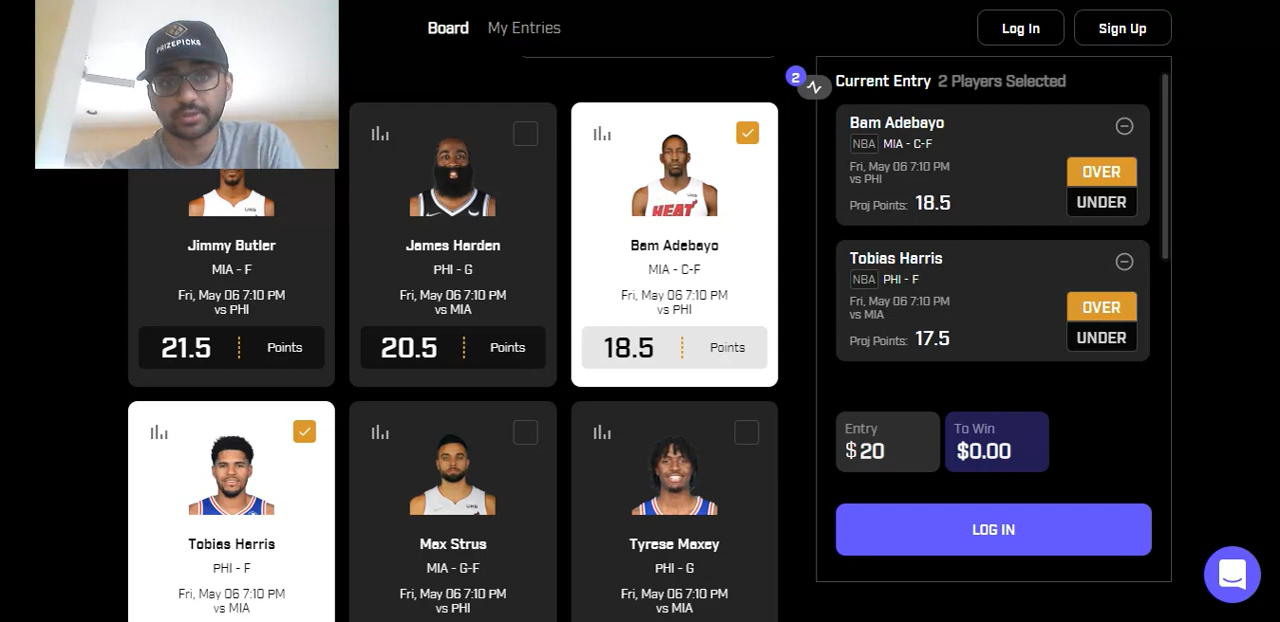 PRIZEPICKS
Board
My Entries
Log In
Sign Up
2
Current Entry 2 Players Selected
Bam Adebayo
NBA MIA - C-F
Fri, May 06 7:10 PM
vs PHI
Proj Points: 18.5
OVER
UNDER
Tobias Harris
NBA PHI - F
Fri, May 06 7:10 PM
vs MIA
Proj Points: 17.5
OVER
UNDER
Entry
$ 20
To Win
$0.00
LOG IN
Jimmy Butler
MIA - F
Fri, May 06 7:10 PM
vs PHI
21.5 Points
James Harden
PHI - G
Fri, May 06 7:10 PM
vs MIA
20.5 Points
HEAT
Bam Adebayo
MIA - C-F
Fri, May 06 7:10 PM
vs PHI
18.5 Points
Tobias Harris
PHI - F
Fri, May 06 7:10 PM
vs MIA
Max Strus
MIA - G-F
Fri, May 06 7:10 PM
vs PHI
Tyrese Maxey
PHI - G
Fri, May 06 7:10 PM
vs MIA